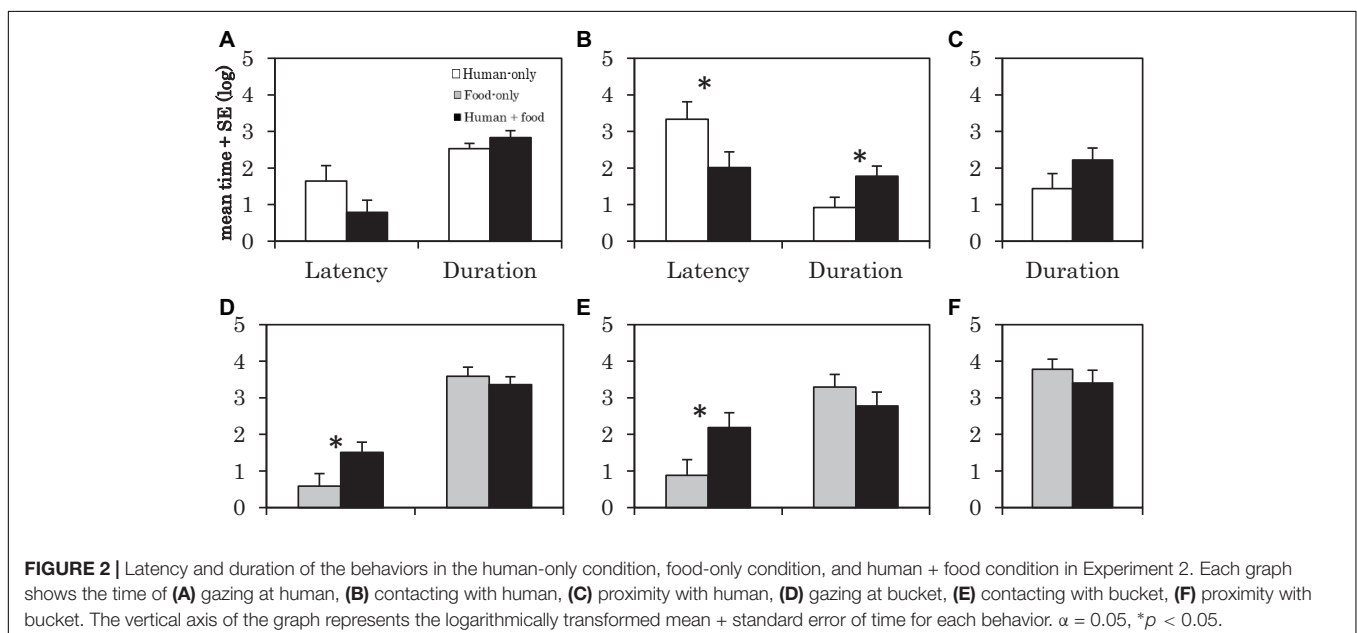 A
B
C
mean time + SE (log)
5
4
3
2
1
0
Human-only
Food-only
Human + food
Latency
Duration
5
4
3
2
1
0
*
*
Latency
Duration
5
4
3
2
1
0
Duration
D
E
F
5
4
3
2
1
0
*
5
4
3
2
1
0
*
5
4
3
2
1
0
FIGURE 2 | Latency and duration of the behaviors in the human-only condition, food-only condition, and human + food condition in Experiment 2. Each graph
shows the time of (A) gazing at human, (B) contacting with human, (C) proximity with human, (D) gazing at bucket, (E) contacting with bucket, (F) proximity with
bucket. The vertical axis of the graph represents the logarithmically transformed mean + standard error of time for each behavior. α = 0.05, *p < 0.05.